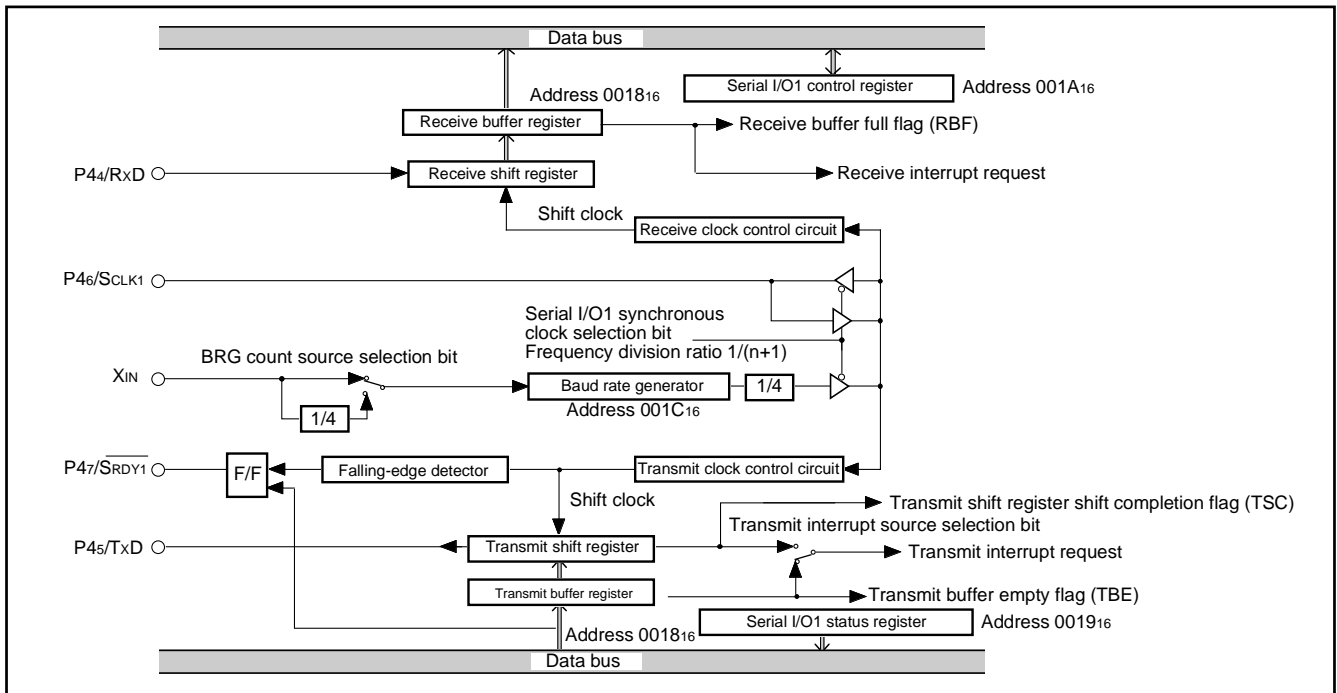 Data bus
Address 0018₁₆
Serial I/O1 control register
Address 001A₁₆
Receive buffer register
Receive buffer full flag (RBF)
P4₄/RxD
Receive shift register
Receive interrupt request
Shift clock
Receive clock control circuit
P4₆/SCLK1
Serial I/O1 synchronous
clock selection bit
Frequency division ratio 1/(n+1)
BRG count source selection bit
XIN
Baud rate generator
1/4
Address 001C₁₆
1/4
P4₇/S̅R̅D̅Y̅1̅
F/F
Falling-edge detector
Transmit clock control circuit
Shift clock
Transmit shift register shift completion flag (TSC)
Transmit interrupt source selection bit
P4₅/TxD
Transmit shift register
Transmit interrupt request
Transmit buffer register
Transmit buffer empty flag (TBE)
Address 0018₁₆
Serial I/O1 status register
Address 0019₁₆
Data bus